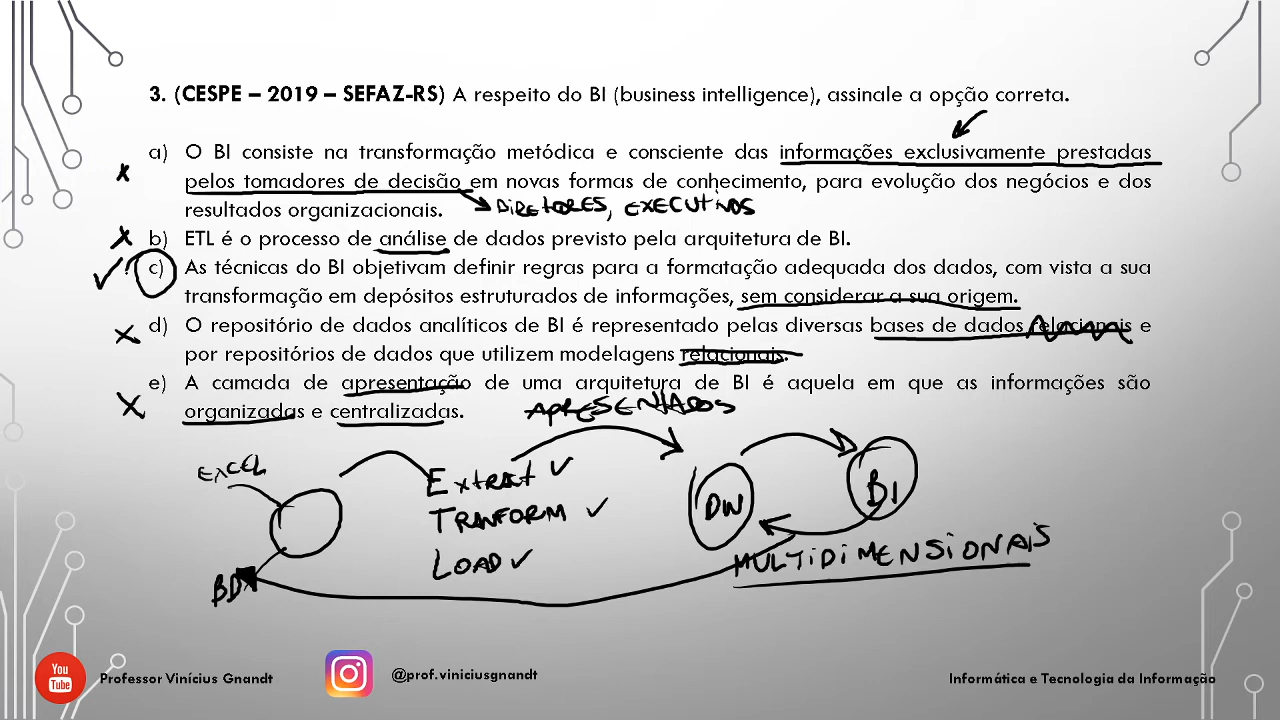 3. (CESPE – 2019 – SEFAZ-RS) A respeito do BI (business intelligence), assinale a opção correta.
a) O BI consiste na transformação metódica e consciente das informações exclusivamente prestadas
pelos tomadores de decisão em novas formas de conhecimento, para evolução dos negócios e dos
resultados organizacionais.
DIRETORES, EXECUTIVOS
b) ETL é o processo de análise de dados previsto pela arquitetura de BI.
c) As técnicas do BI objetivam definir regras para a formatação adequada dos dados, com vista a sua
transformação em depósitos estruturados de informações, sem considerar a sua origem.
d) O repositório de dados analíticos de BI é representado pelas diversas bases de dados relacionais e
por repositórios de dados que utilizem modelagens relacionais.
e) A camada de apresentação de uma arquitetura de BI é aquela em que as informações são
organizadas e centralizadas.
APRESENTADOS
EXCEL
Extract
TRANFORM
LOAD
DW
BI
MULTIDIMENSIONAIS
BD
You
Tube
Professor Vinícius Gnandt
@prof.viniciusgnandt
Informática e Tecnologia da Informação